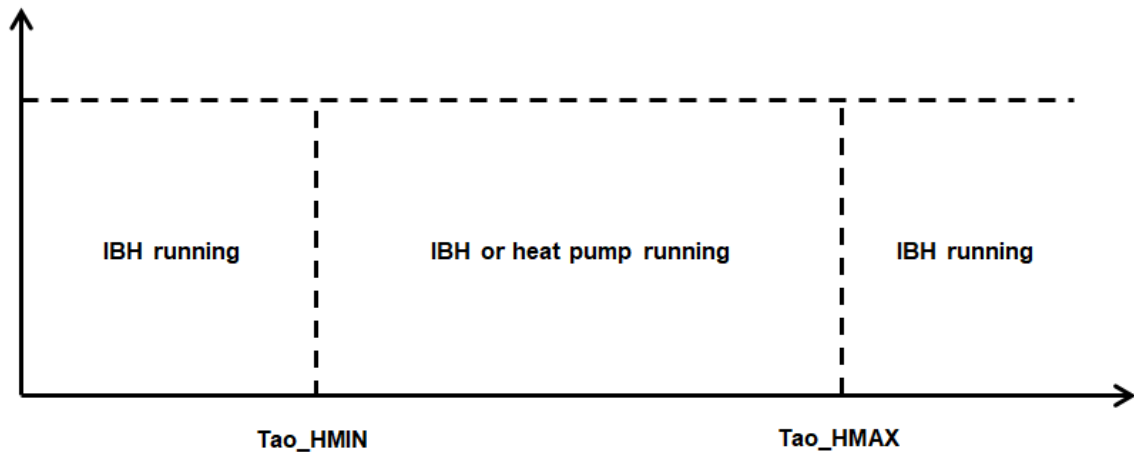 IBH running
IBH or heat pump running
IBH running
Tao_HMIN
Tao_HMAX